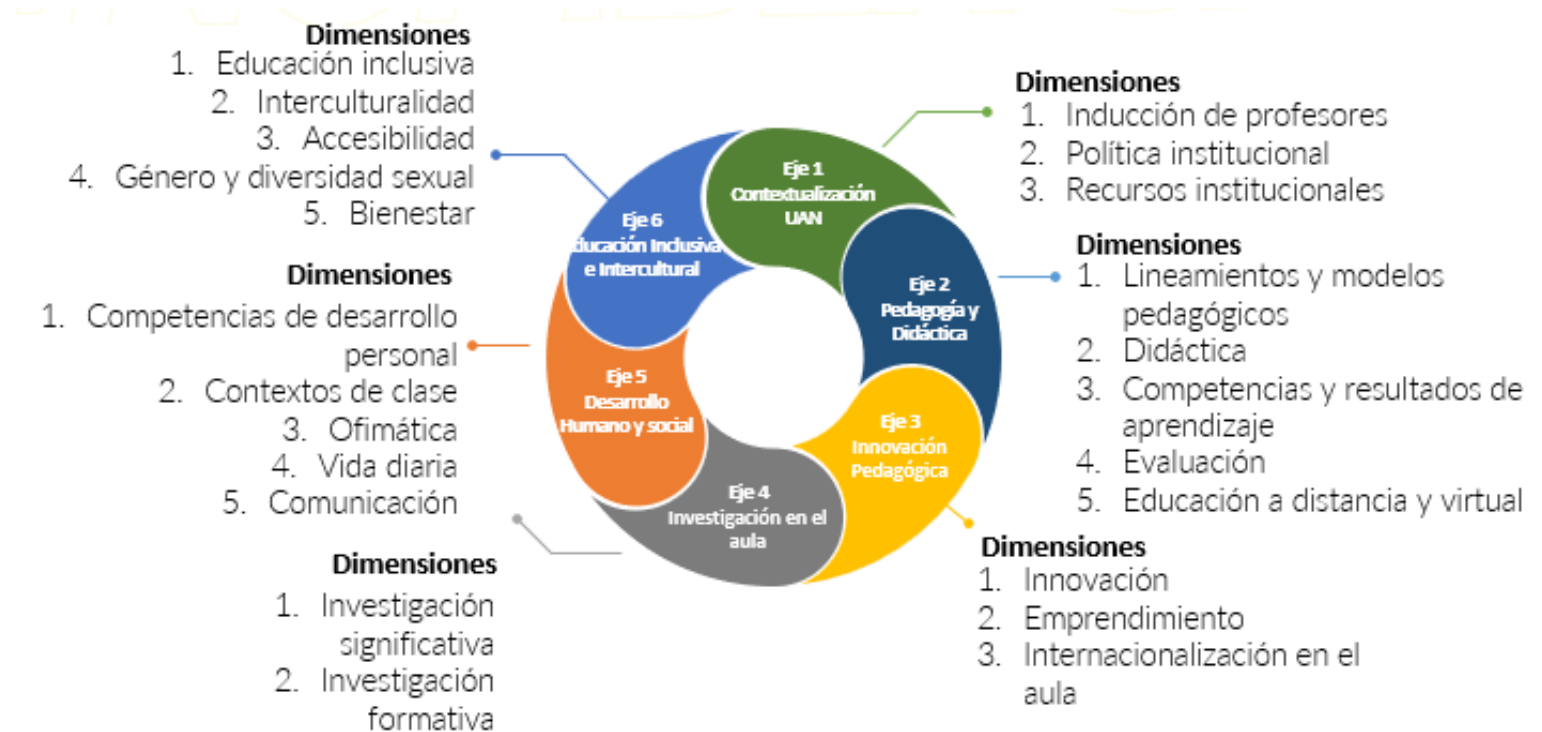 Dimensiones
1. Educación inclusiva
2. Interculturalidad
3. Accesibilidad
4. Género y diversidad sexual
5. Bienestar
Dimensiones
1. Competencias de desarrollo
personal
2. Contextos de clase
3. Ofimática
4. Vida diaria
5. Comunicación
Dimensiones
1. Investigación
significativa
2. Investigación
formativa
Eje 1
Contextualización
UAN
Eje 2
Pedagogía y
Didáctica
Eje 3
Innovación
Pedagógica
Eje 4
Investigación en el
aula
Eje 5
Desarrollo
Humano y social
Eje 6
ducación Inclusiva
e Intercultural
Dimensiones
1. Inducción de profesores
2. Política institucional
3. Recursos institucionales
Dimensiones
1. Lineamientos y modelos
pedagógicos
2. Didáctica
3. Competencias y resultados de
aprendizaje
4. Evaluación
5. Educación a distancia y virtual
Dimensiones
1. Innovación
2. Emprendimiento
3. Internacionalización en el
aula